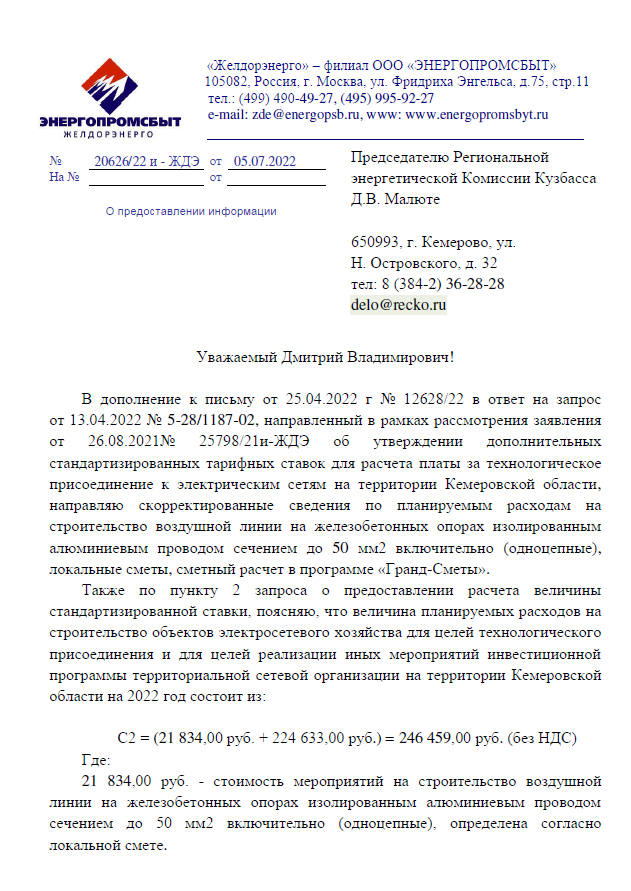 «Желдорэнерго» – филиал ООО «ЭНЕРГОПРОМСБЫТ»
105082, Россия, г. Москва, ул. Фридриха Энгельса, д.75, стр.11
тел.: (499) 490-49-27, (495) 995-92-27
e-mail: zde@energopsb.ru, www: www.energopromsbyt.ru
ЭНЕРГОПРОМСБЫТ
ЖЕЛДОРЭНЕРГО
№ 20626/22 и - ЖДЭ от 05.07.2022
На № от
О предоставлении информации
Председателю Региональной
энергетической Комиссии Кузбасса
Д.В. Малюте
650993, г. Кемерово, ул.
Н. Островского, д. 32
тел: 8 (384-2) 36-28-28
delo@recko.ru
Уважаемый Дмитрий Владимирович!
В дополнение к письму от 25.04.2022 г № 12628/22 в ответ на запрос
от 13.04.2022 № 5-28/1187-02, направленный в рамках рассмотрения заявления
от 26.08.2021№ 25798/21и-ЖДЭ об утверждении дополнительных
стандартизированных тарифных ставок для расчета платы за технологическое
присоединение к электрическим сетям на территории Кемеровской области,
направляю скорректированные сведения по планируемым расходам на
строительство воздушной линии на железобетонных опорах изолированным
алюминиевым проводом сечением до 50 мм2 включительно (одноцепные),
локальные сметы, сметный расчет в программе «Гранд-Сметы».
Также по пункту 2 запроса о предоставлении расчета величины
стандартизированной ставки, поясняю, что величина планируемых расходов на
строительство объектов электросетевого хозяйства для целей технологического
присоединения и для целей реализации иных мероприятий инвестиционной
программы территориальной сетевой организации на территории Кемеровской
области на 2022 год состоит из:
С2 = (21 834,00 руб. + 224 633,00 руб.) = 246 459,00 руб. (без НДС)
Где:
21 834,00 руб. - стоимость мероприятий на строительство воздушной
линии на железобетонных опорах изолированным алюминиевым проводом
сечением до 50 мм2 включительно (одноцепные), определена согласно
локальной смете.